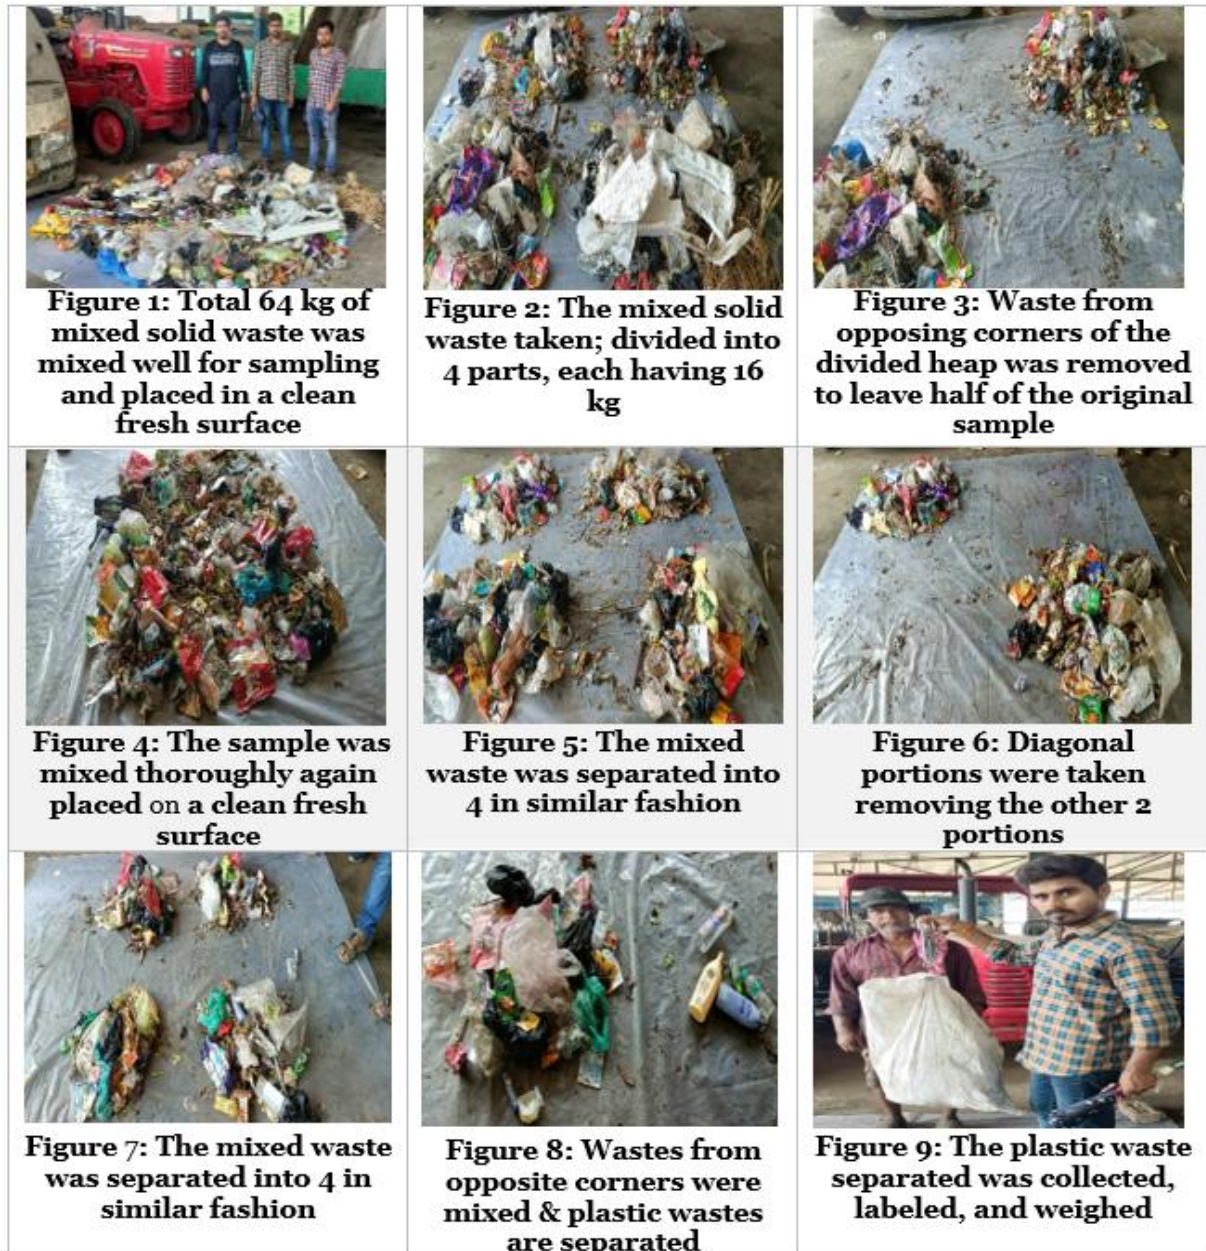 Figure 1: Total 64 kg of
mixed solid waste was
mixed well for sampling
and placed in a clean
fresh surface
Figure 2: The mixed solid
waste taken; divided into
4 parts, each having 16
kg
Figure 3: Waste from
opposing corners of the
divided heap was removed
to leave half of the original
sample
Figure 4: The sample was
mixed thoroughly again
placed on a clean fresh
surface
Figure 5: The mixed
waste was separated into
4 in similar fashion
Figure 6: Diagonal
portions were taken
removing the other 2
portions
Figure 7: The mixed waste
was separated into 4 in
similar fashion
Figure 8: Wastes from
opposite corners were
mixed & plastic wastes
are separated
Figure 9: The plastic waste
separated was collected,
labeled, and weighed